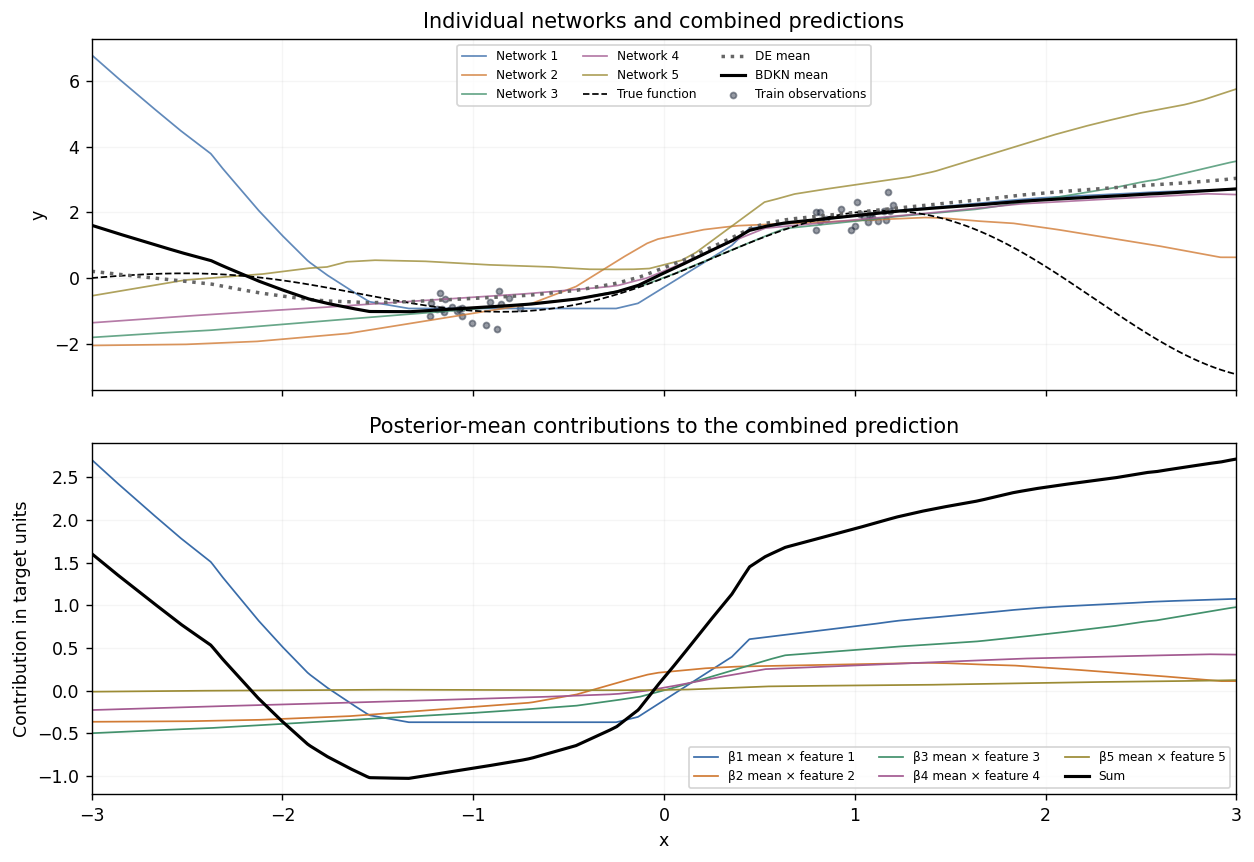 Individual networks and combined predictions
Network 1
Network 2
Network 3
Network 4
Network 5
True function
DE mean
BDKN mean
Train observations
y
6
4
2
0
−2
Posterior-mean contributions to the combined prediction
Contribution in target units
2.5
2.0
1.5
1.0
0.5
0.0
−0.5
−1.0
β1 mean × feature 1
β2 mean × feature 2
β3 mean × feature 3
β4 mean × feature 4
β5 mean × feature 5
Sum
−3 −2 −1 0 1 2 3
x